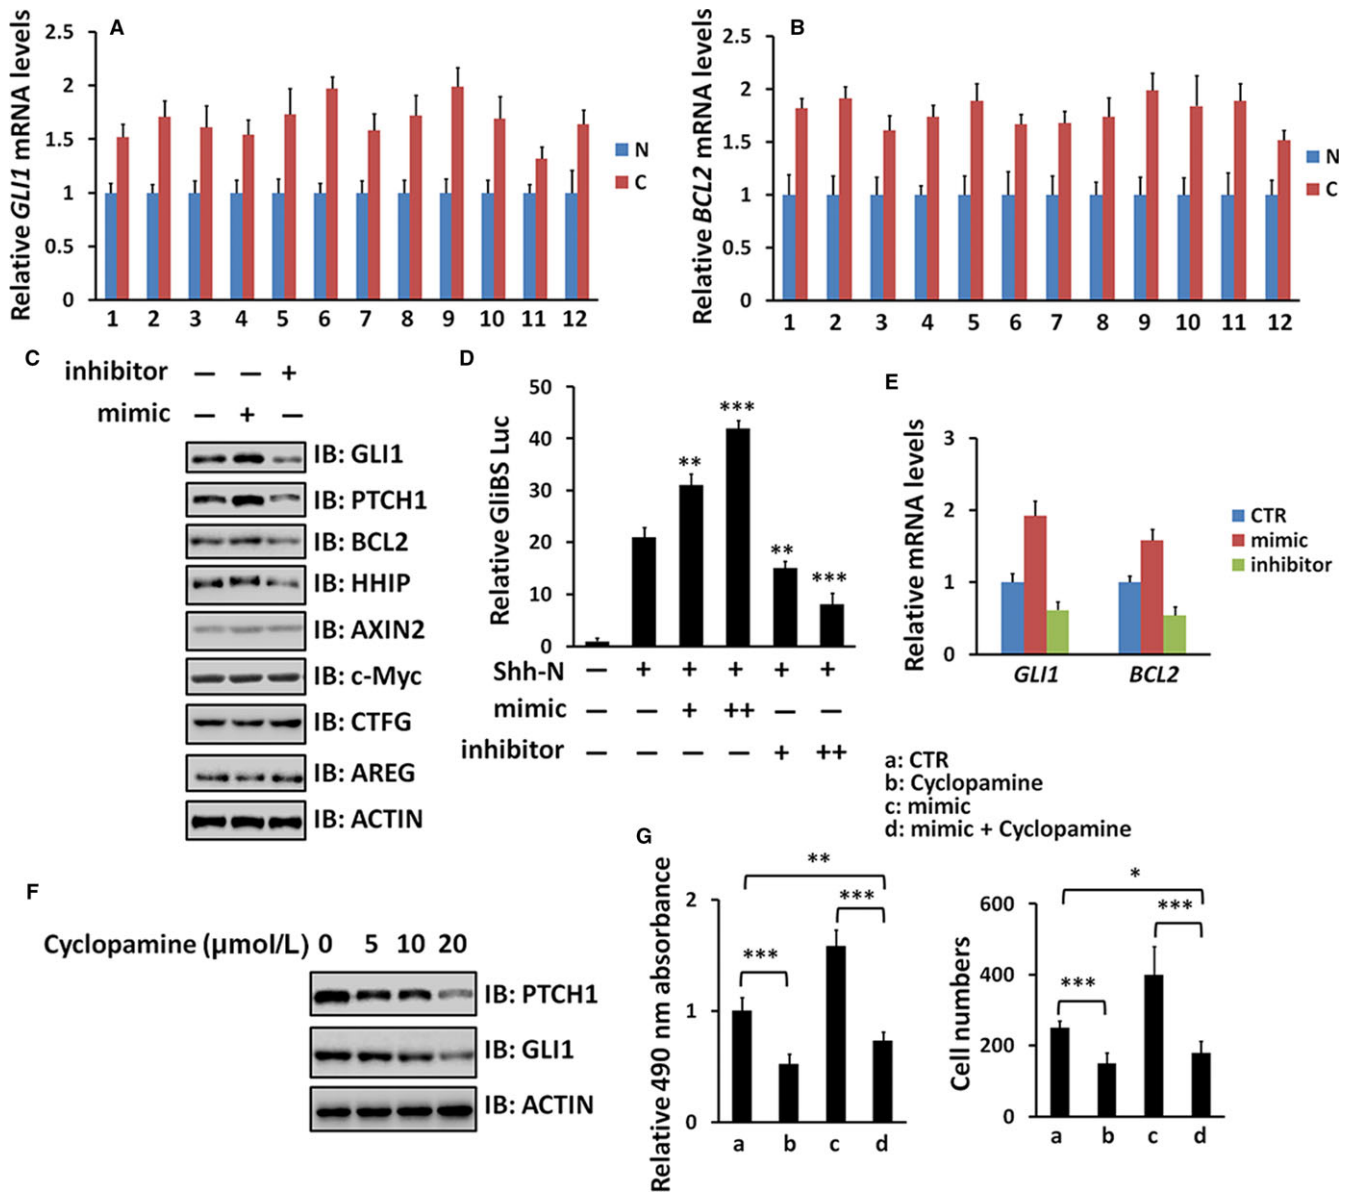 A
Relative GLI1 mRNA levels
2.5
2
1.5
1
0.5
0
1 2 3 4 5 6 7 8 9 10 11 12
N
C
B
Relative BCL2 mRNA levels
2.5
2
1.5
1
0.5
0
1 2 3 4 5 6 7 8 9 10 11 12
N
C
C
inhibitor — — +
mimic — + —
IB: GLI1
IB: PTCH1
IB: BCL2
IB: HHIP
IB: AXIN2
IB: c-Myc
IB: CTFG
IB: AREG
IB: ACTIN
D
Relative GliBS Luc
50
40
30
20
10
0
**
***
**
***
Shh-N — + + + + +
mimic — — + ++ — —
inhibitor — — — — + ++
E
Relative mRNA levels
3
2
1
0
GLI1 BCL2
CTR
mimic
inhibitor
a: CTR
b: Cyclopamine
c: mimic
d: mimic + Cyclopamine
F
Cyclopamine (μmol/L) 0 5 10 20
IB: PTCH1
IB: GLI1
IB: ACTIN
G
Relative 490 nm absorbance
2
1
0
**
***
***
a b c d
Cell numbers
600
400
200
0
*
***
***
a b c d